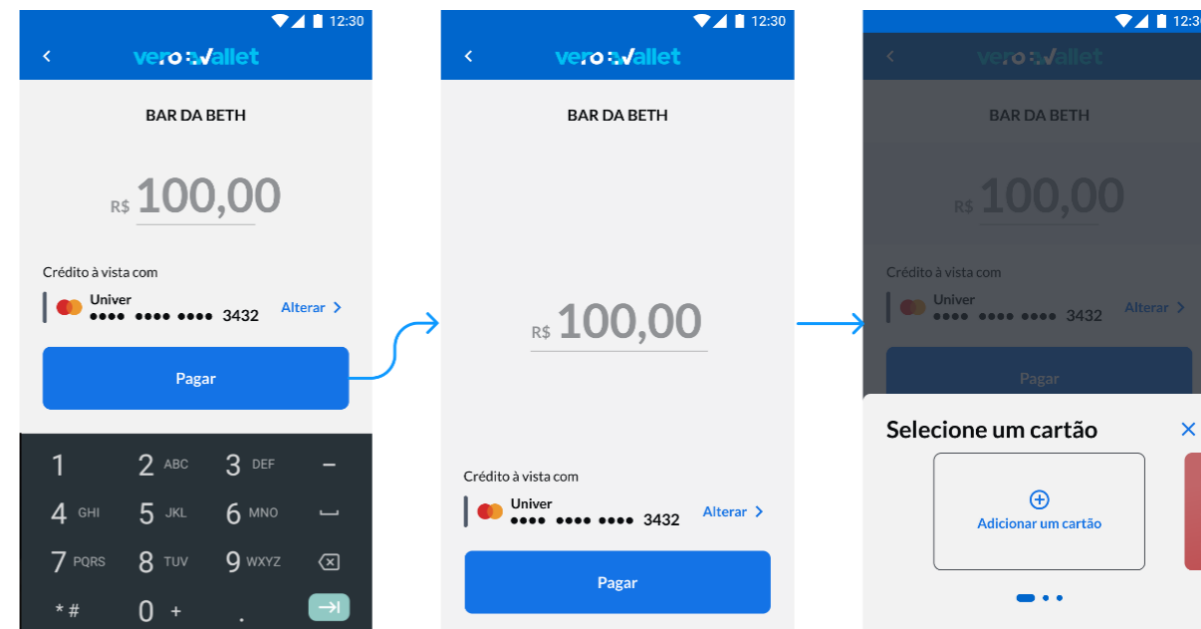 12:30
vero wallet
BAR DA BETH
R$ 100,00
Crédito à vista com
Univer
•••• •••• •••• 3432
Alterar >
Pagar
1
2 ABC
3 DEF
–
4 GHI
5 JKL
6 MNO
7 PQRS
8 TUV
9 WXYZ
* #
0 +
.
12:30
vero wallet
BAR DA BETH
R$ 100,00
Crédito à vista com
Univer
•••• •••• •••• 3432
Alterar >
Pagar
12:30
vero wallet
BAR DA BETH
R$ 100,00
Crédito à vista com
Univer
•••• •••• •••• 3432
Alterar >
Pagar
Selecione um cartão
Adicionar um cartão